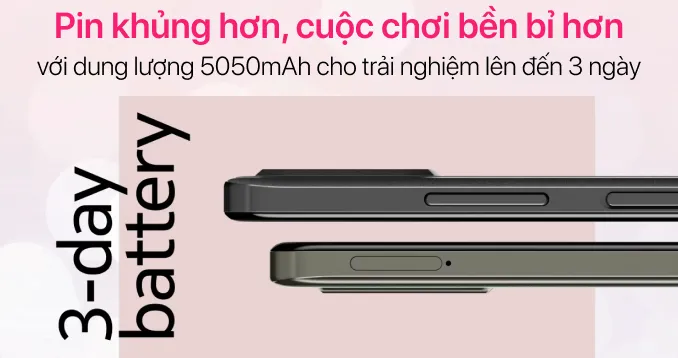 Pin khủng hơn, cuộc chơi bền bỉ hơn
với dung lượng 5050mAh cho trải nghiệm lên đến 3 ngày
3-day
battery